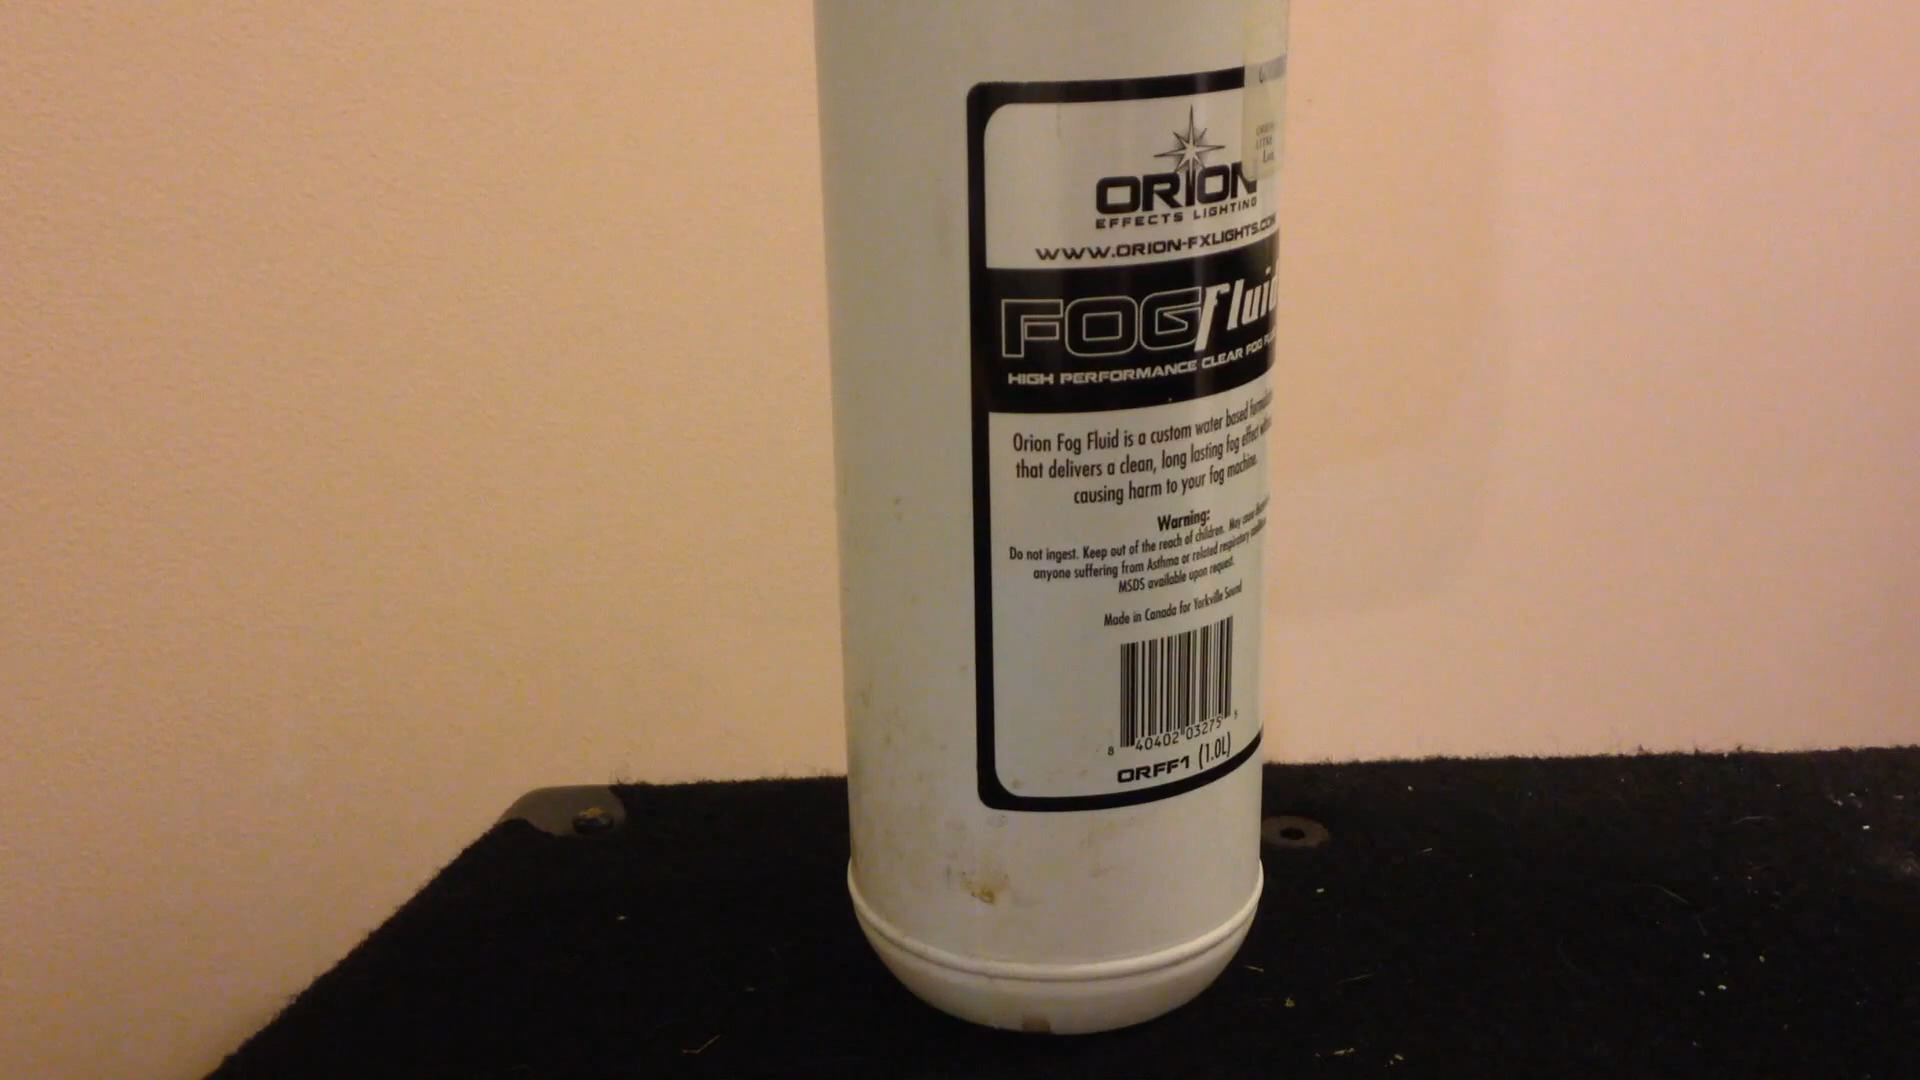 ORION
EFFECTS LIGHTING
WWW.ORION-FXLIGHTS.COM
FOG Fluid
HIGH PERFORMANCE CLEAR FOG
Orion Fog Fluid is a custom water based
that delivers a clean, long lasting fog effect
causing harm to your fog machine.
Warning:
Do not ingest. Keep out of the reach of children. May cause
anyone suffering from Asthma or related respiratory
MSDS available upon request.
Made in Canada for Yorkville Sound
8 40402 03275 5
ORFF1 (1.0L)